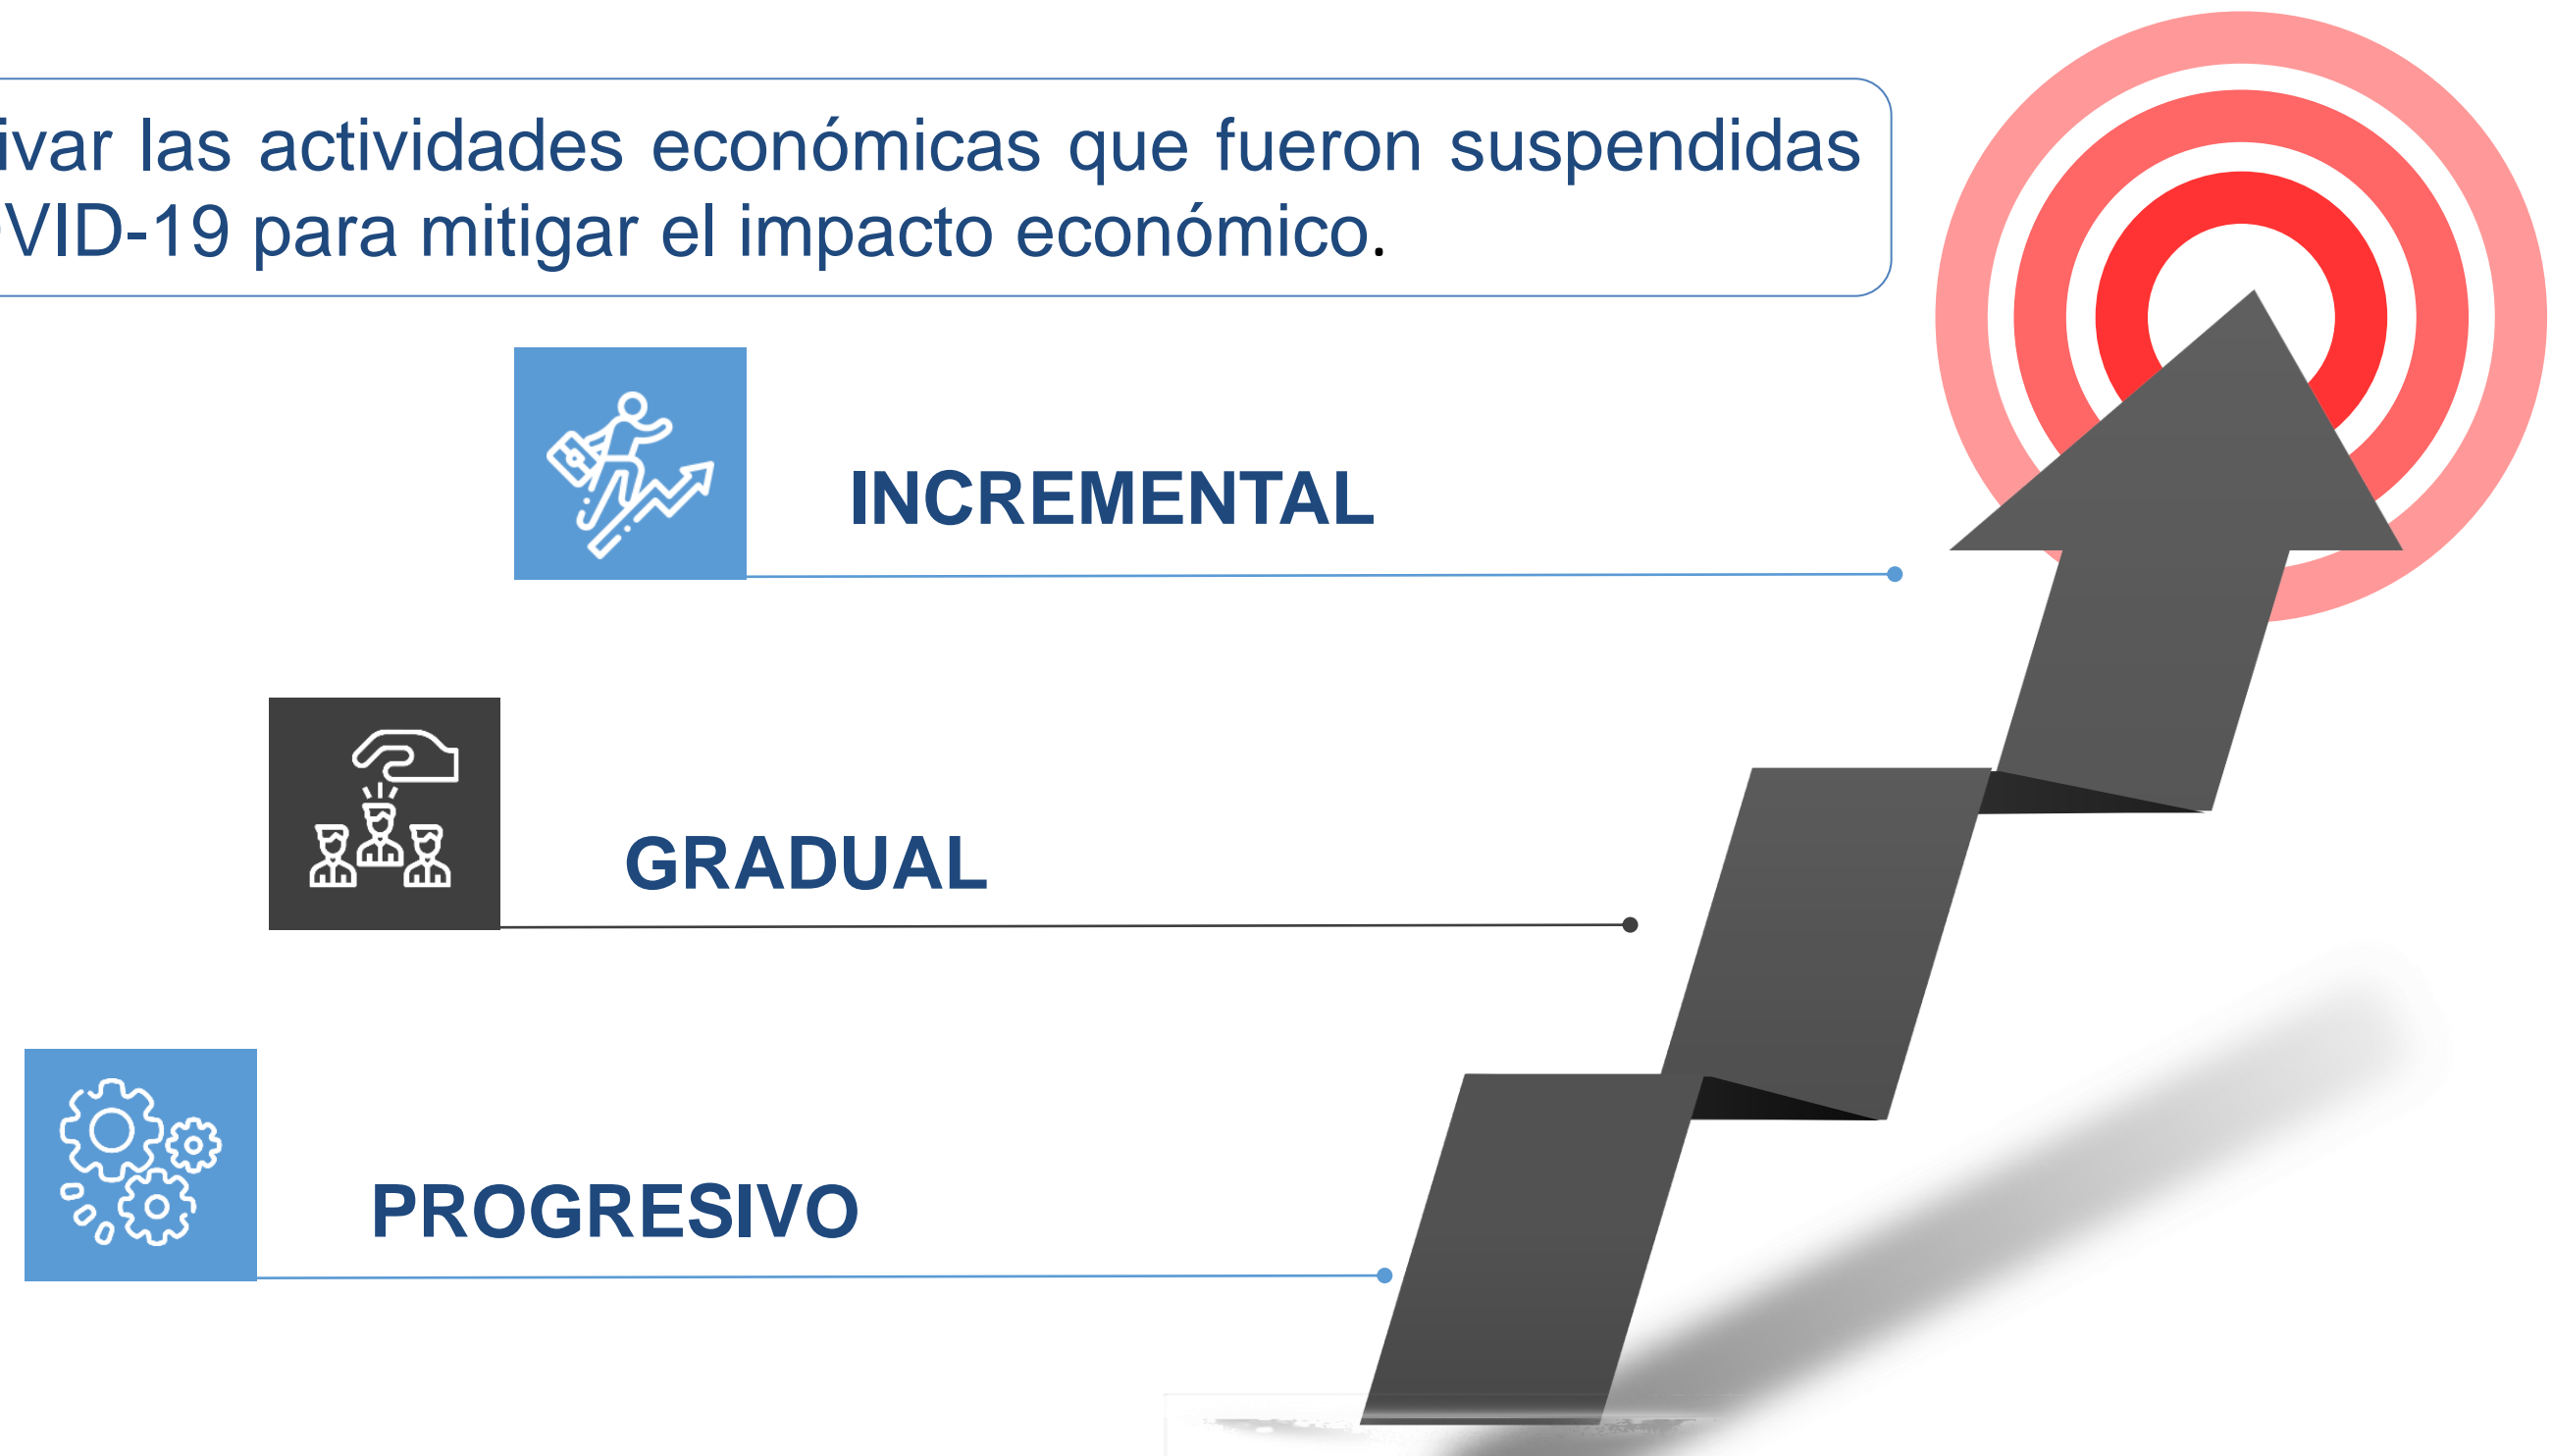 ivar las actividades económicas que fueron suspendidas
VID-19 para mitigar el impacto económico.
INCREMENTAL
GRADUAL
PROGRESIVO